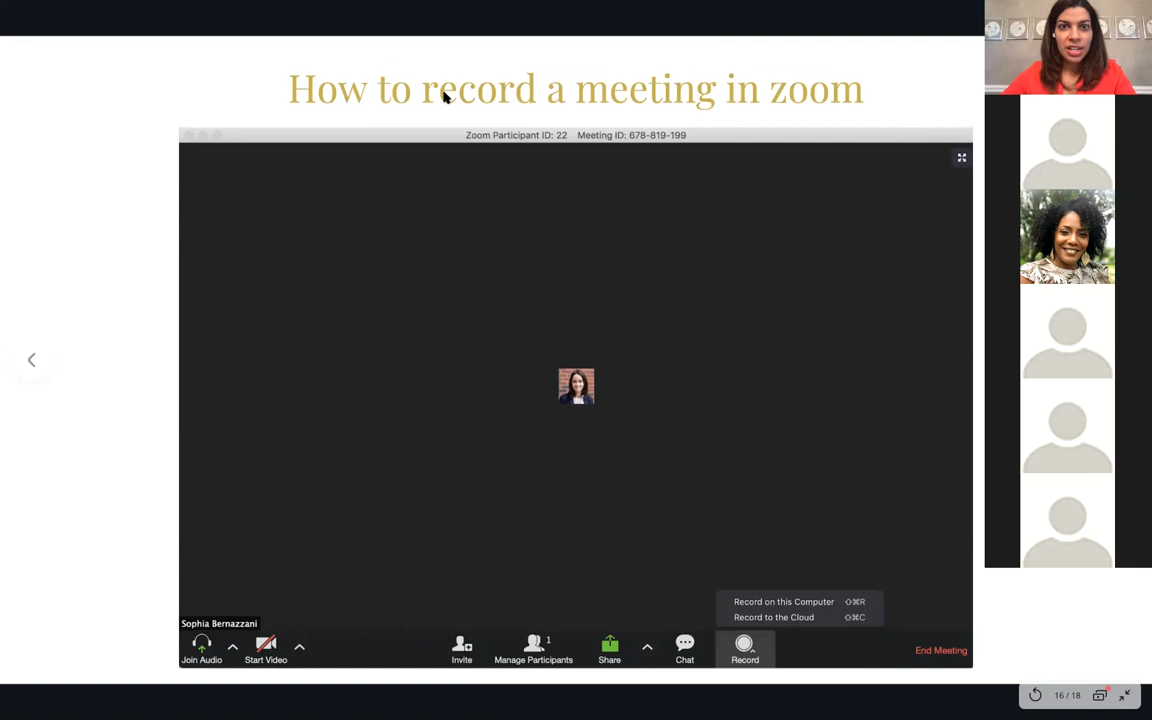 How to record a meeting in zoom
Zoom Participant ID: 22 Meeting ID: 678-819-199
Record on this Computer ⇧⌘R
Record to the Cloud ⇧⌘C
Sophia Bernazzani
Join Audio
Start Video
Invite
1
Manage Participants
Share
Chat
Record
End Meeting
16 / 18